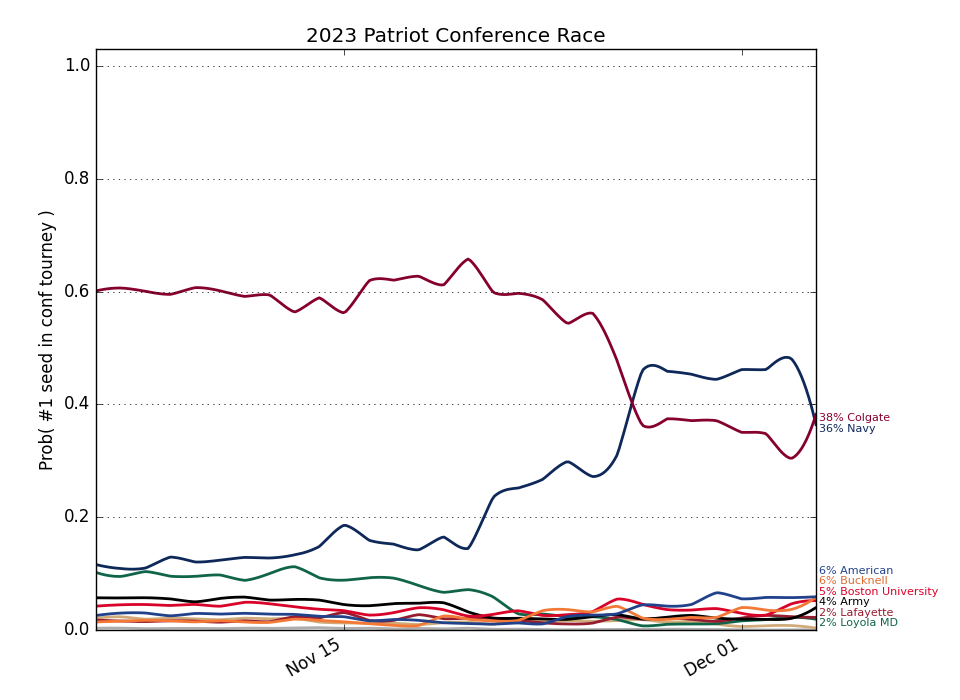 2023 Patriot Conference Race
Prob( #1 seed in conf tourney )
1.0
0.8
0.6
0.4
0.2
0.0
Nov 15
Dec 01
38% Colgate
36% Navy
6% American
6% Bucknell
5% Boston University
4% Army
2% Lafayette
2% Loyola MD